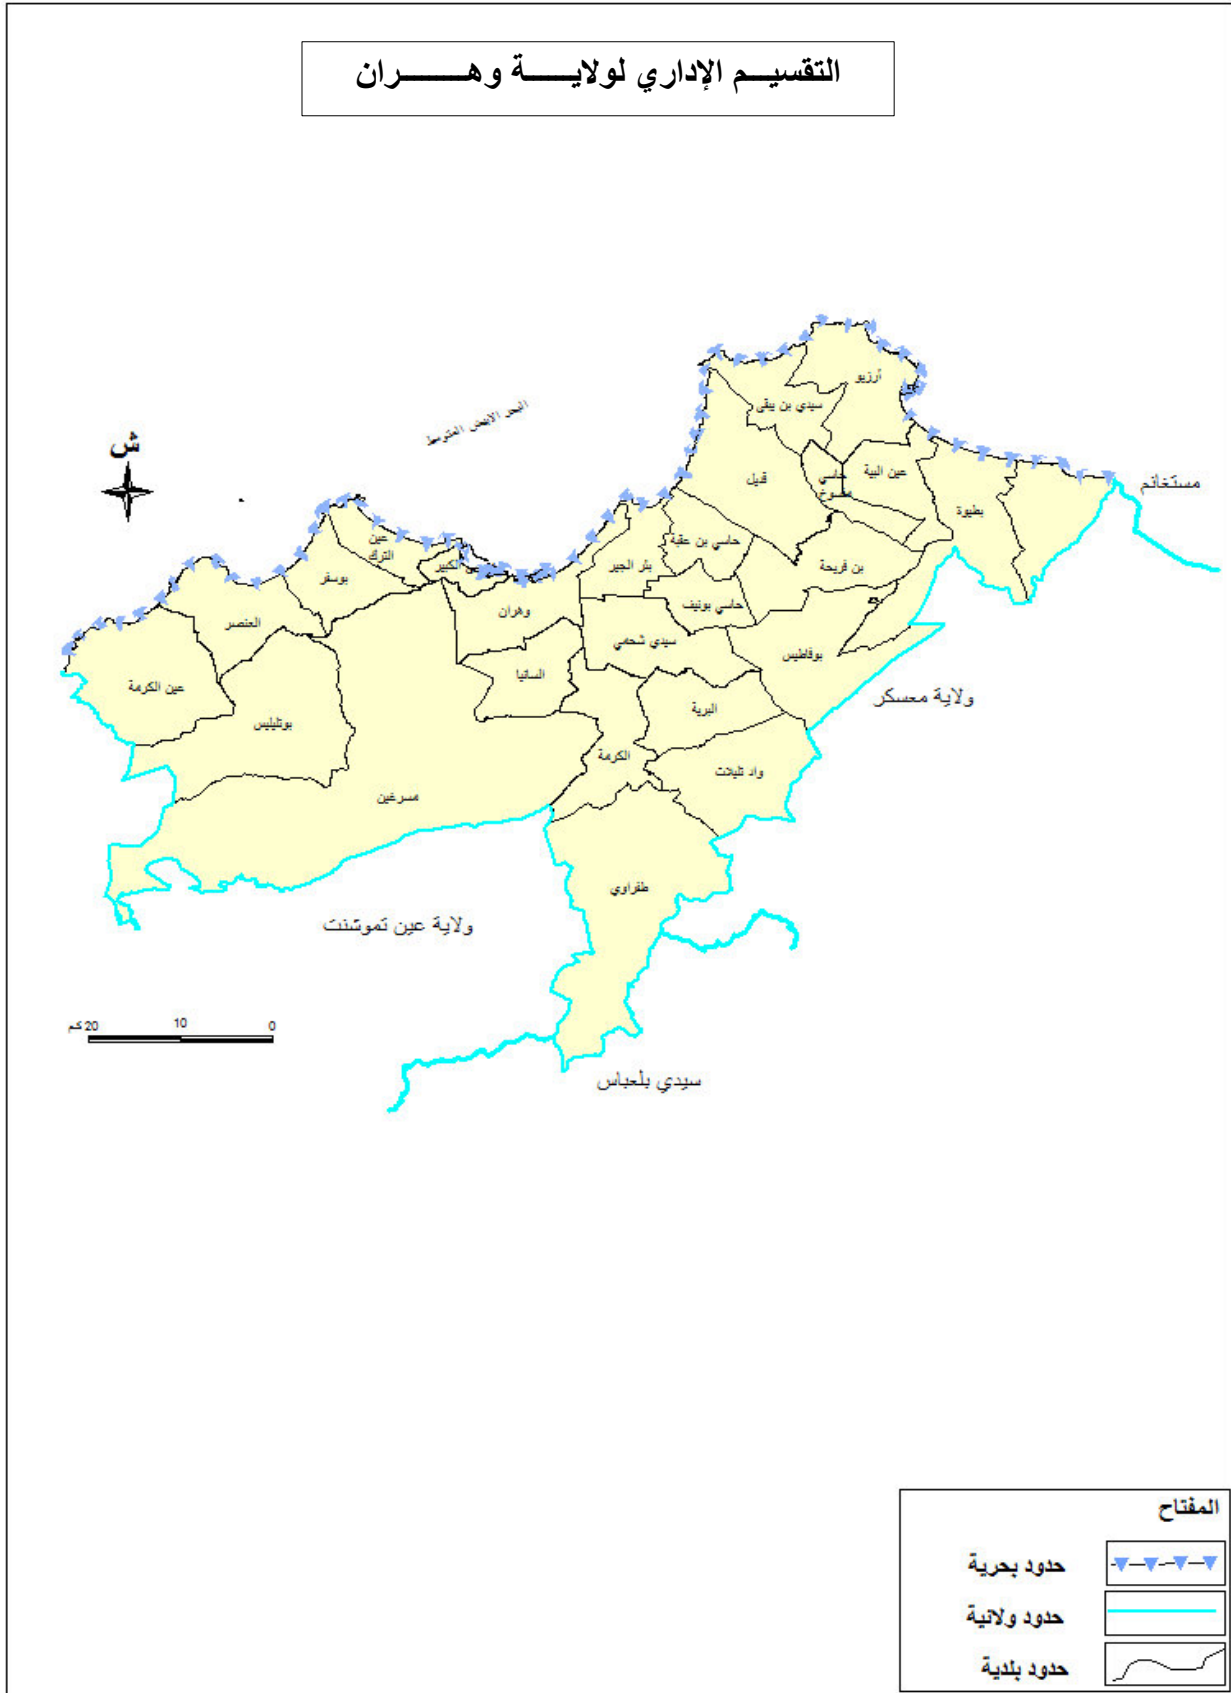 التقسيـــم الإداري لولايـــــة وهـــــــران
أرزيو
سيدي بن يبقى
البحر الابيض المتوسط
ش
قديل
حاسي
مفسوخ
عين البية
بطيوة
مستغانم
عين
الترك
الكبير
بوسفر
العنصر
وهران
بئر الجير
حاسي بن عقبة
بن فريحة
حاسي بونيف
سيدي شحمي
بوفاطيس
السانيا
عين الكرمة
بوتليليس
البرية
ولاية معسكر
الكرمة
واد تليلات
مسرغين
طفراوي
ولاية عين تموشنت
0 10 20 كم
سيدي بلعباس
المفتاح
حدود بحرية
حدود ولائية
حدود بلدية